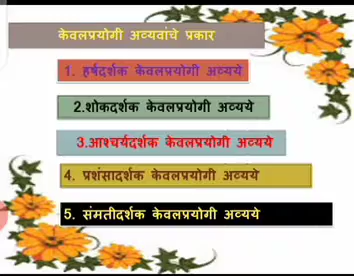 केवलप्रयोगी अव्यवांचे प्रकार
1. हर्षदर्शक केवलप्रयोगी अव्यये
2.शोकदर्शक केवलप्रयोगी अव्यये
3.आश्चर्यदर्शक केवलप्रयोगी अव्यये
4. प्रशंसादर्शक केवलप्रयोगी अव्यये
5. संमतीदर्शक केवलप्रयोगी अव्यये